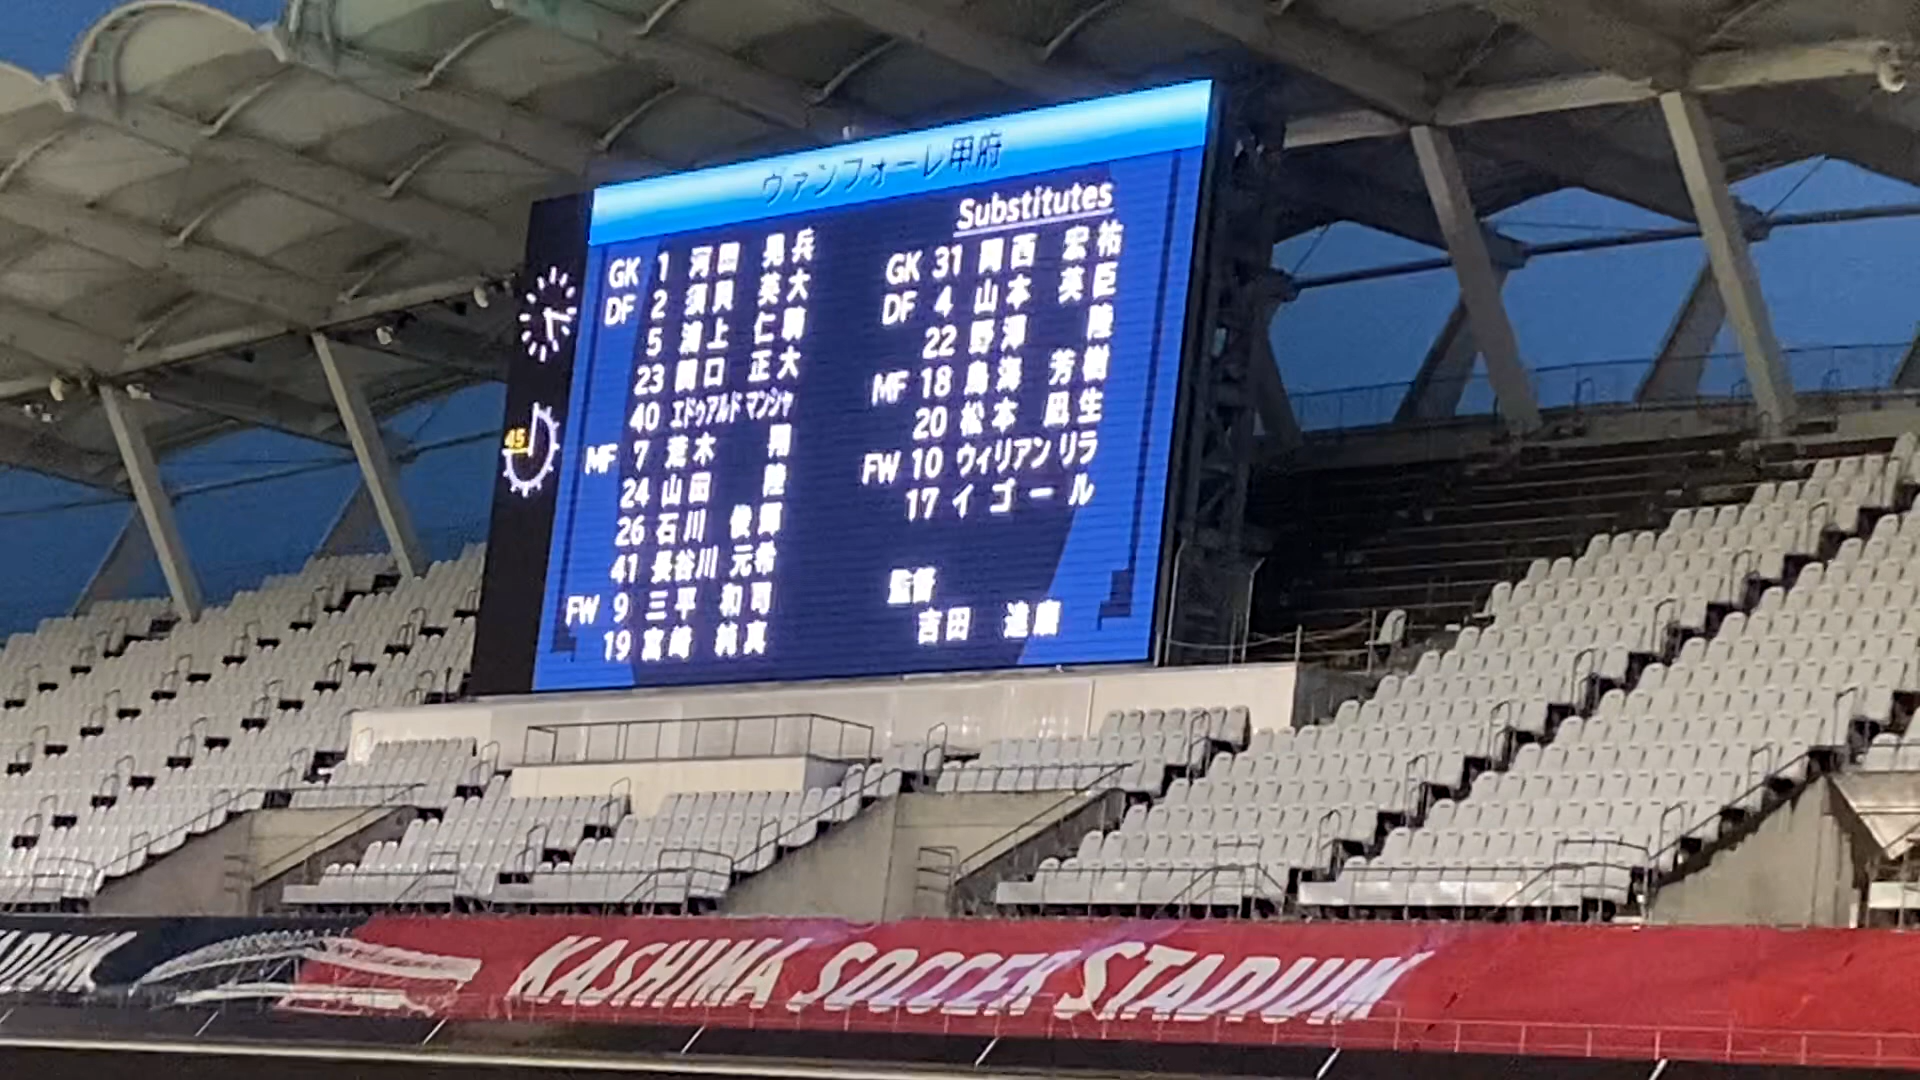 ヴァンフォーレ甲府
GK 1 河田 晃兵
DF 2 須貝 英大
5 浦上 仁騎
23 関口 正大
40 エドゥアルド マンシャ
MF 7 荒木 翔
24 山田 陸
26 石川 俊輝
41 長谷川 元希
FW 9 三平 和司
19 宮崎 純真
Substitutes
GK 31 関西 宏祐
DF 4 山本 英臣
22 野澤 陸
MF 18 鳥海 芳樹
20 松本 凪生
FW 10 ウィリアン リラ
17 イゴール
監督
吉田 達磨
45
ADIUM
KASHIMA SOCCER STADIUM